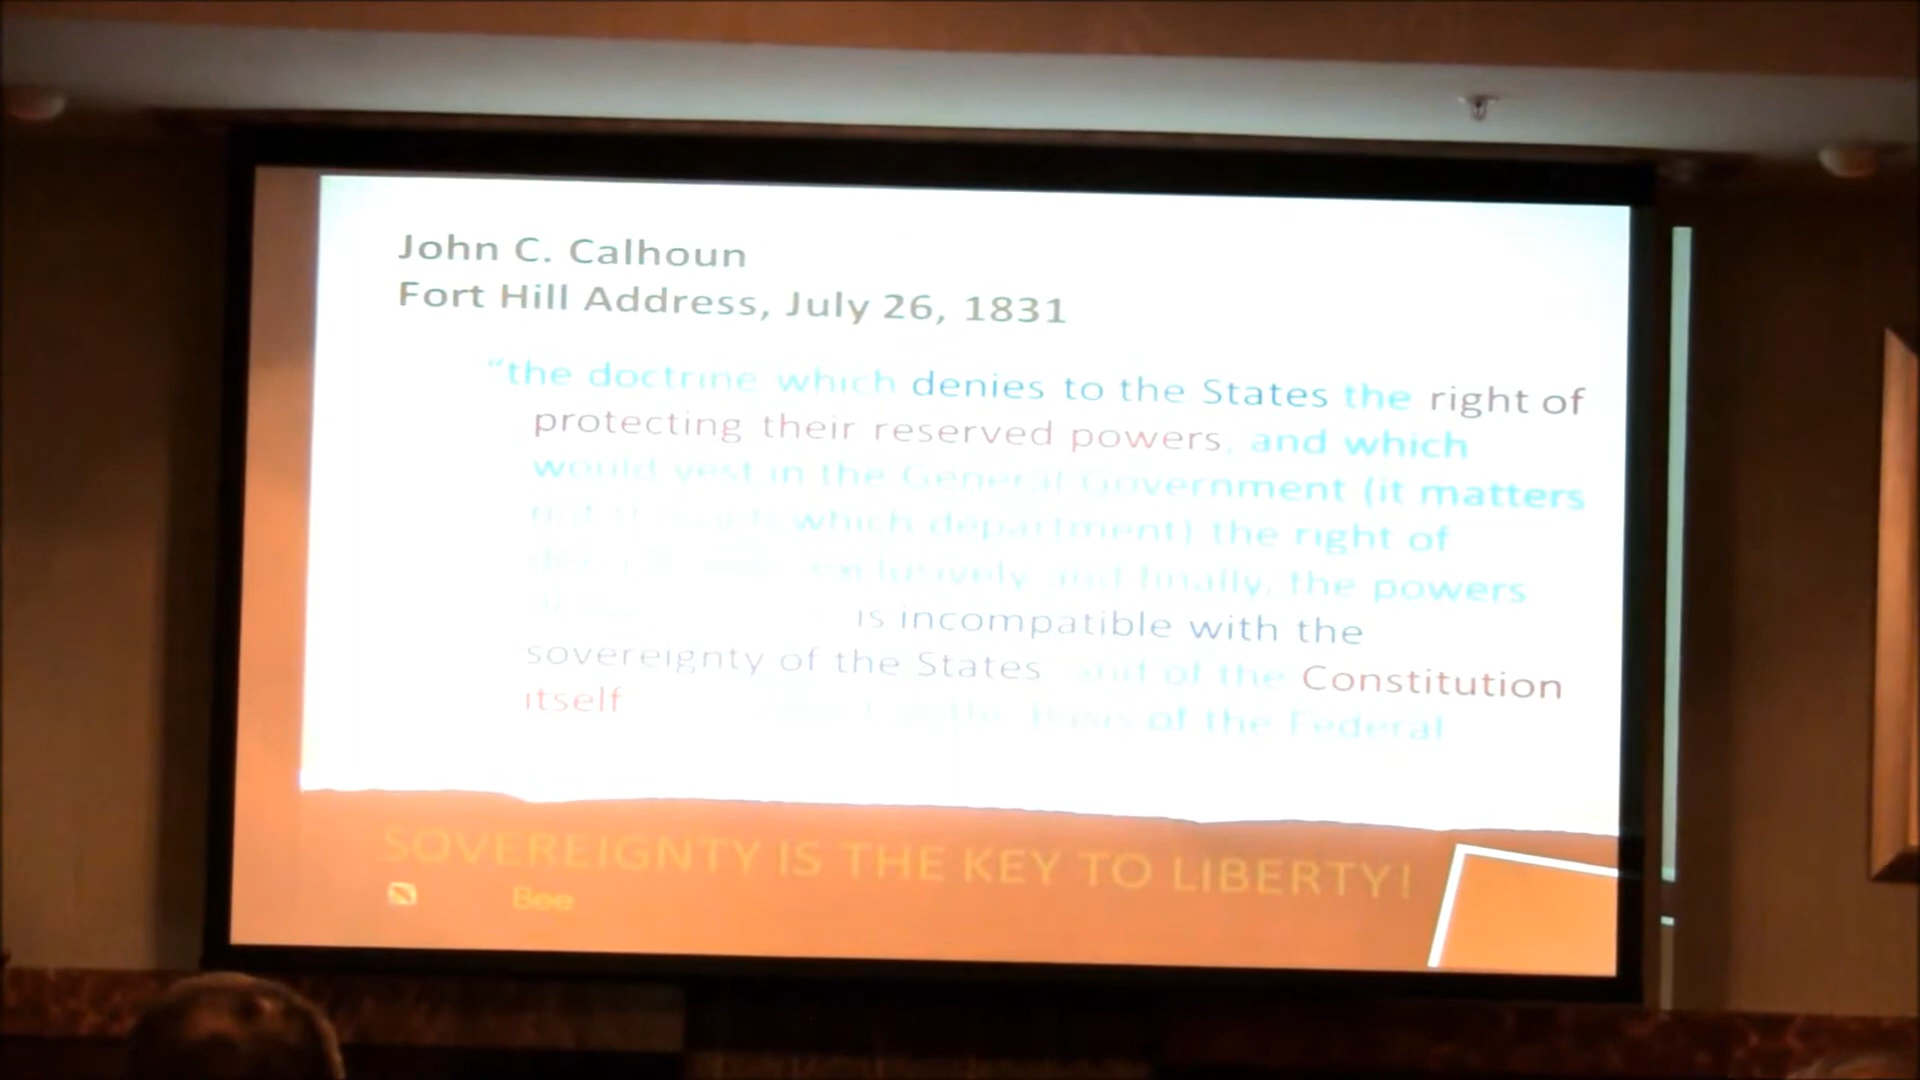 John C. Calhoun
Fort Hill Address, July 26, 1831
“the doctrine which denies to the States the right of
protecting their reserved powers, and which
would vest in the General Government (it matters
which department) the right of
exclusively and finally, the powers
is incompatible with the
sovereignty of the States and of the Constitution
itself the basis of the Federal
SOVEREIGNTY IS THE KEY TO LIBERTY!
Bee